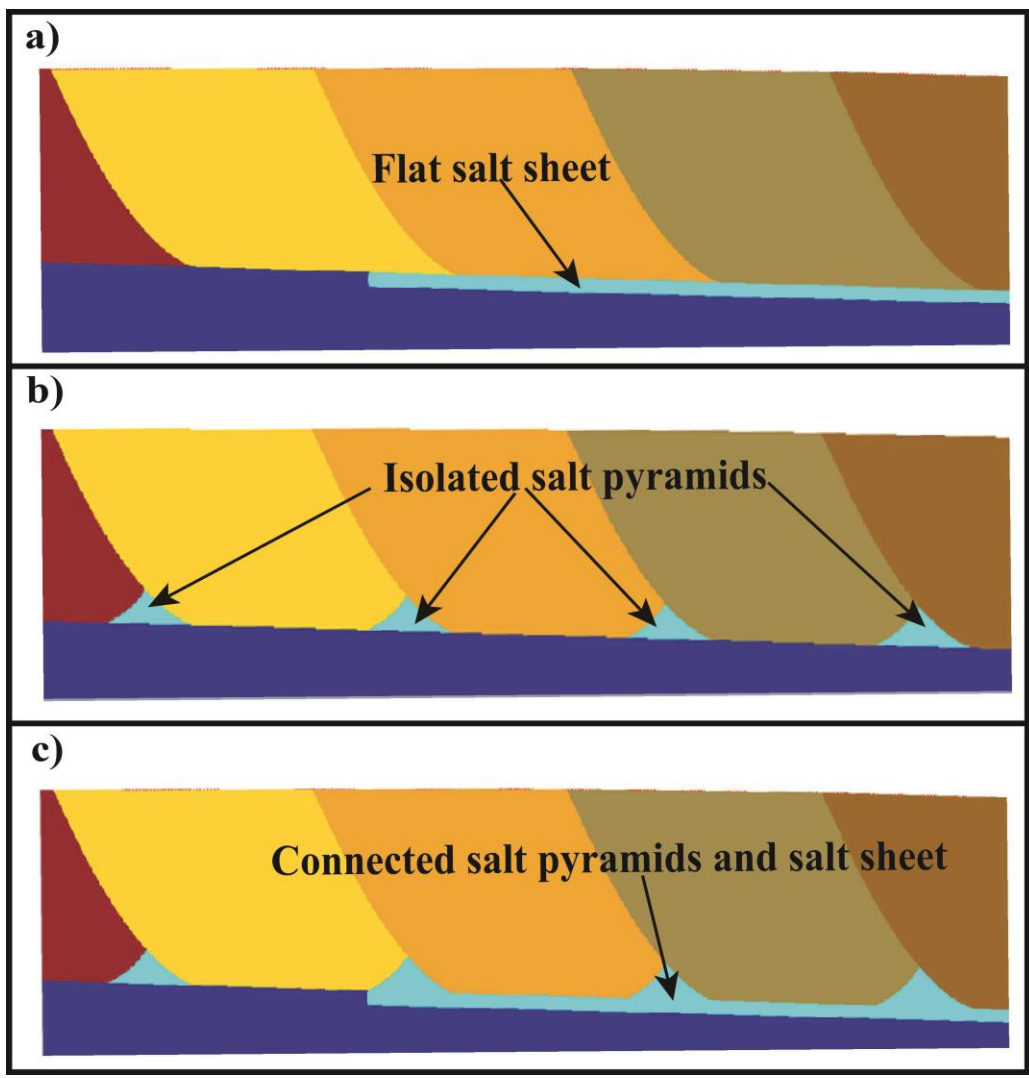 a)
Flat salt sheet
b)
Isolated salt pyramids
c)
Connected salt pyramids and salt sheet